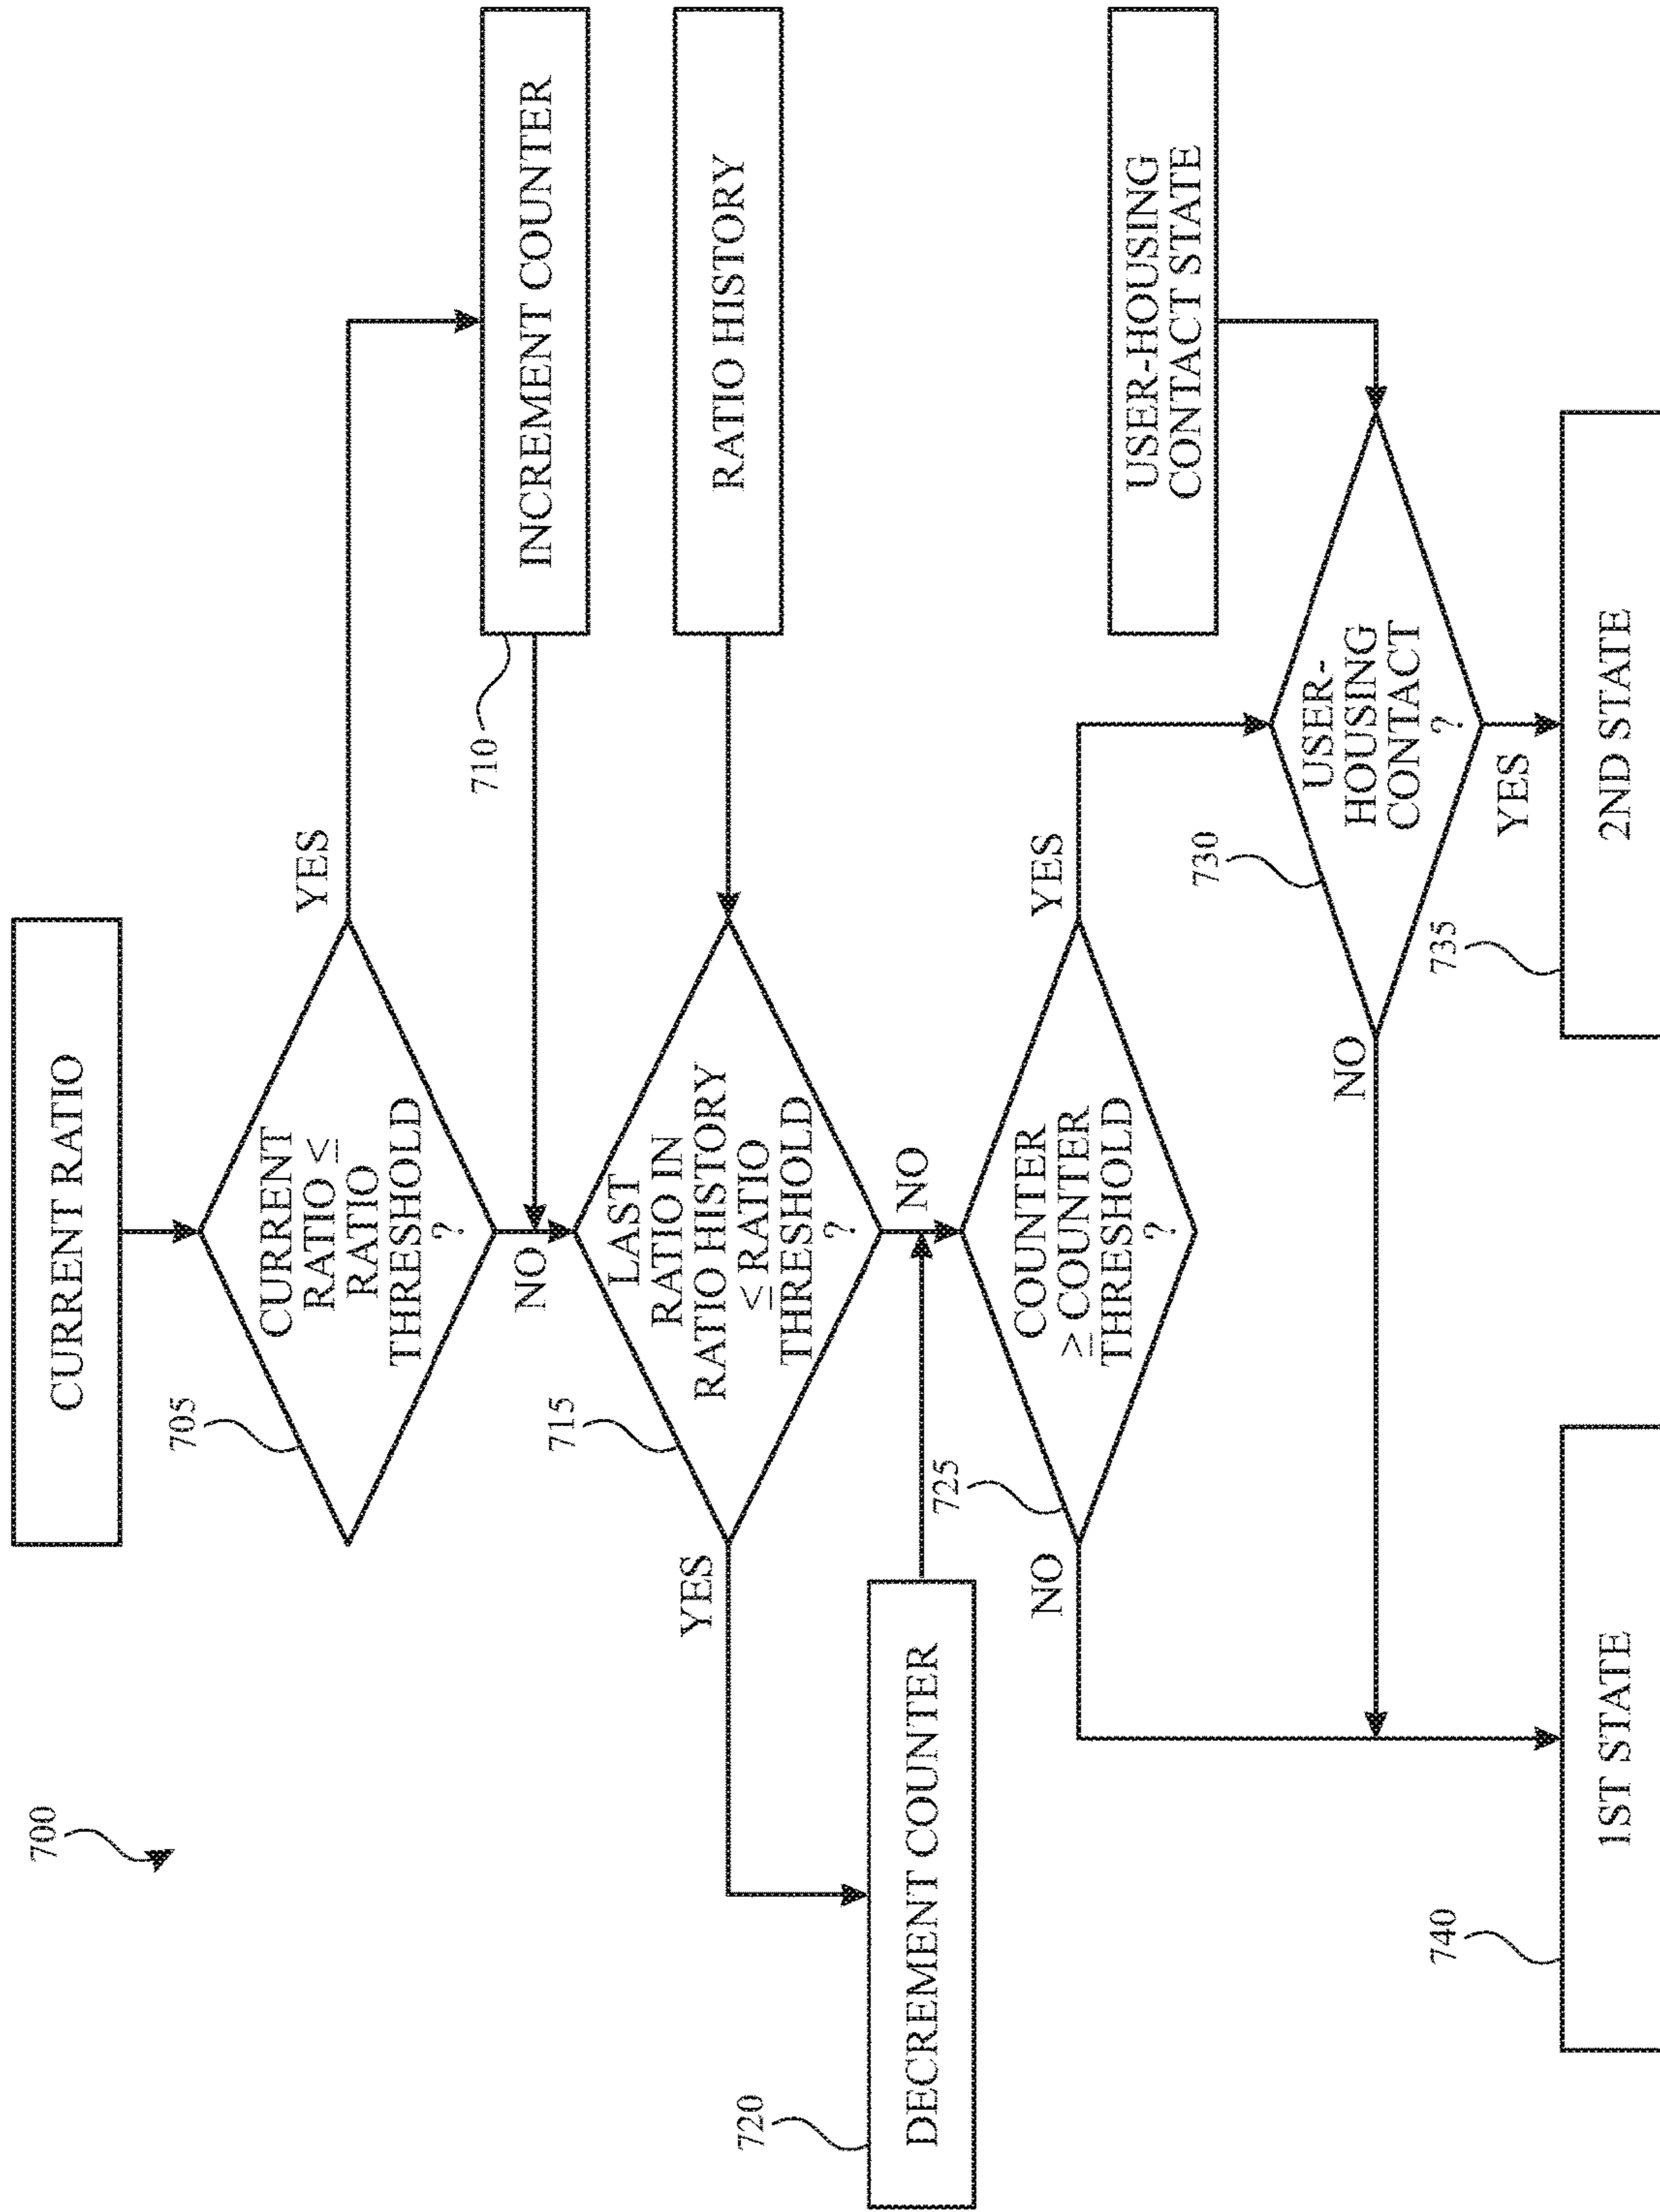 700
CURRENT RATIO
705
CURRENT
RATIO ≤
RATIO
THRESHOLD
?
YES
NO
710
INCREMENT COUNTER
715
LAST
RATIO IN
RATIO HISTORY
≤ RATIO
THRESHOLD
?
RATIO HISTORY
YES
NO
720
DECREMENT COUNTER
725
COUNTER
≥ COUNTER
THRESHOLD
?
NO
YES
USER-HOUSING
CONTACT STATE
730
USER-
HOUSING
CONTACT
?
NO
YES
735
2ND STATE
740
1ST STATE